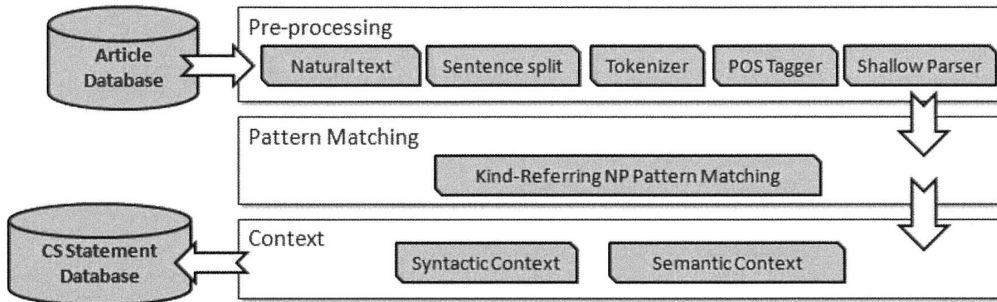 Pre-processing
Article
Database
Natural text
Sentence split
Tokenizer
POS Tagger
Shallow Parser
Pattern Matching
Kind-Referring NP Pattern Matching
CS Statement
Database
Context
Syntactic Context
Semantic Context